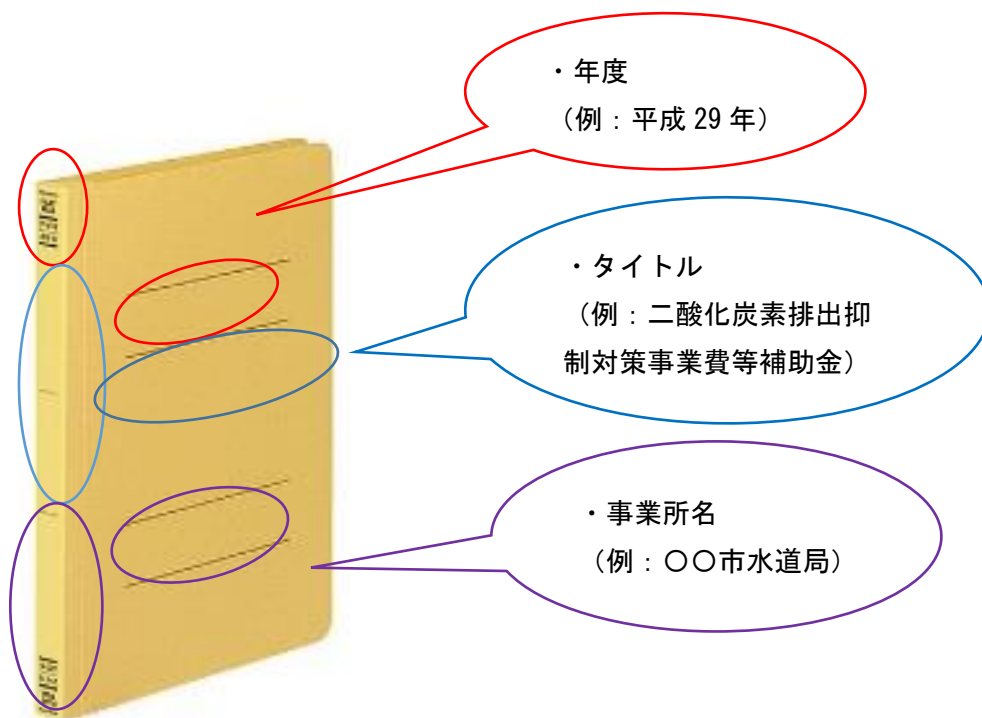 ・年度
（例：平成 29 年）
・タイトル
（例：二酸化炭素排出抑
制対策事業費等補助金）
・事業所名
（例：〇〇市水道局）